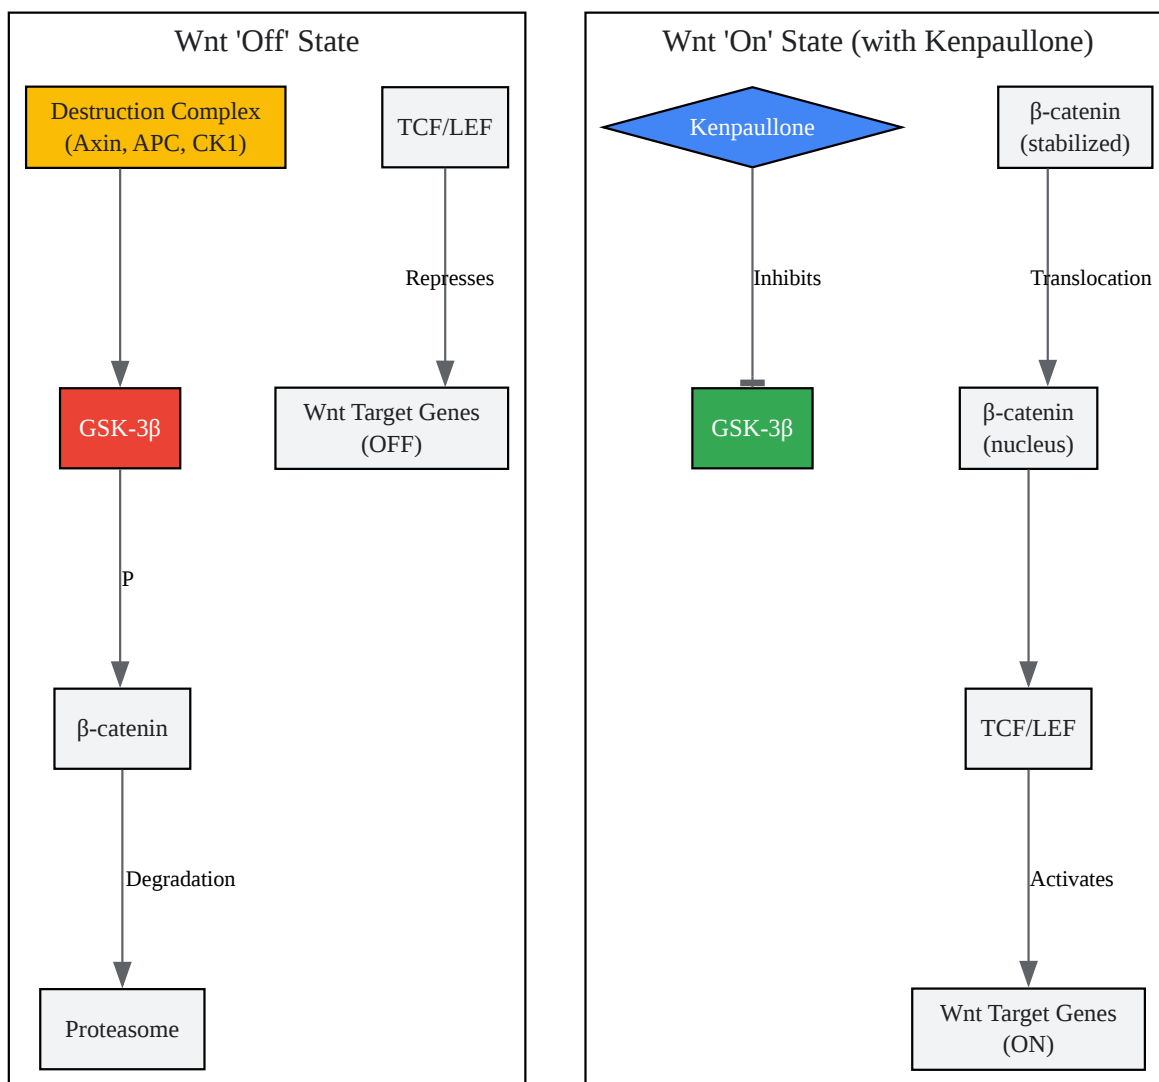 Wnt 'Off' State
Destruction Complex
(Axin, APC, CK1)
TCF/LEF
Represses
GSK-3β
Wnt Target Genes
(OFF)
P
β-catenin
Degradation
Proteasome
Wnt 'On' State (with Kenpaullone)
Kenpaullone
β-catenin
(stabilized)
Inhibits
Translocation
GSK-3β
β-catenin
(nucleus)
TCF/LEF
Activates
Wnt Target Genes
(ON)